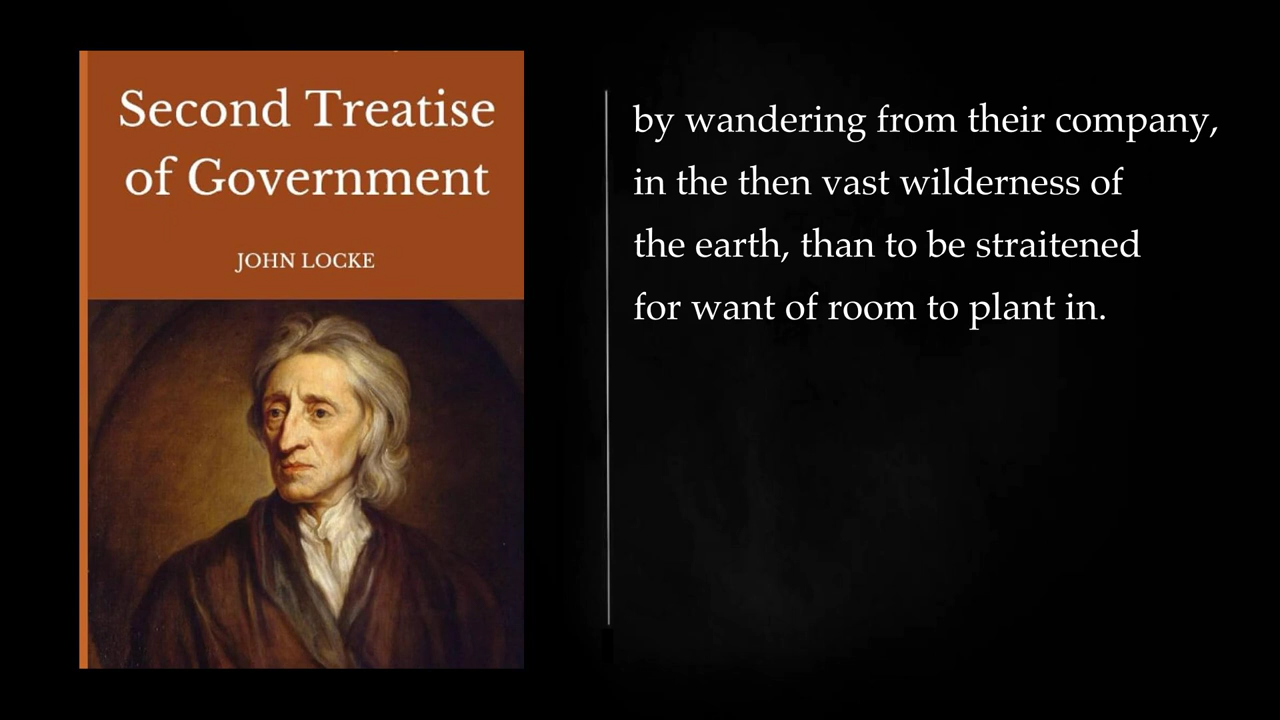 Second Treatise
of Government
JOHN LOCKE
by wandering from their company,
in the then vast wilderness of
the earth, than to be straitened
for want of room to plant in.